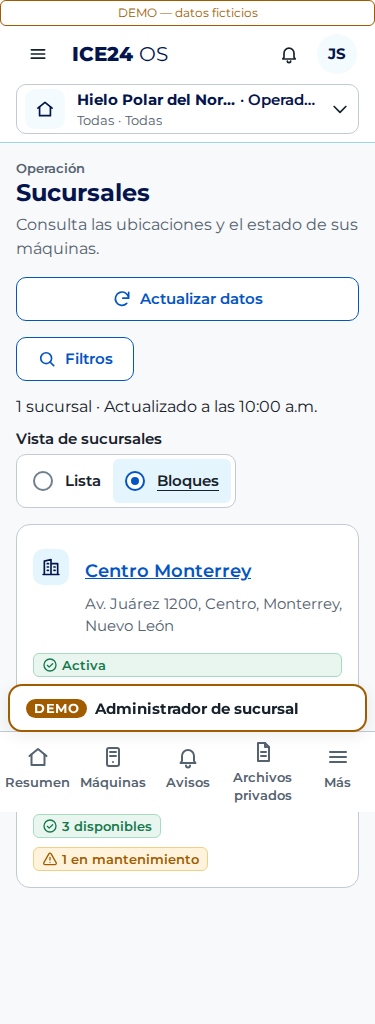 DEMO — datos ficticios
ICE24 OS
JS
Hielo Polar del Nor... · Operad...
Todas · Todas
Operación
Sucursales
Consulta las ubicaciones y el estado de sus
máquinas.
Actualizar datos
Filtros
1 sucursal · Actualizado a las 10:00 a.m.
Vista de sucursales
Lista
Bloques
Centro Monterrey
Av. Juárez 1200, Centro, Monterrey,
Nuevo León
Activa
DEMO Administrador de sucursal
Resumen
Máquinas
Avisos
Archivos
privados
Más
3 disponibles
1 en mantenimiento